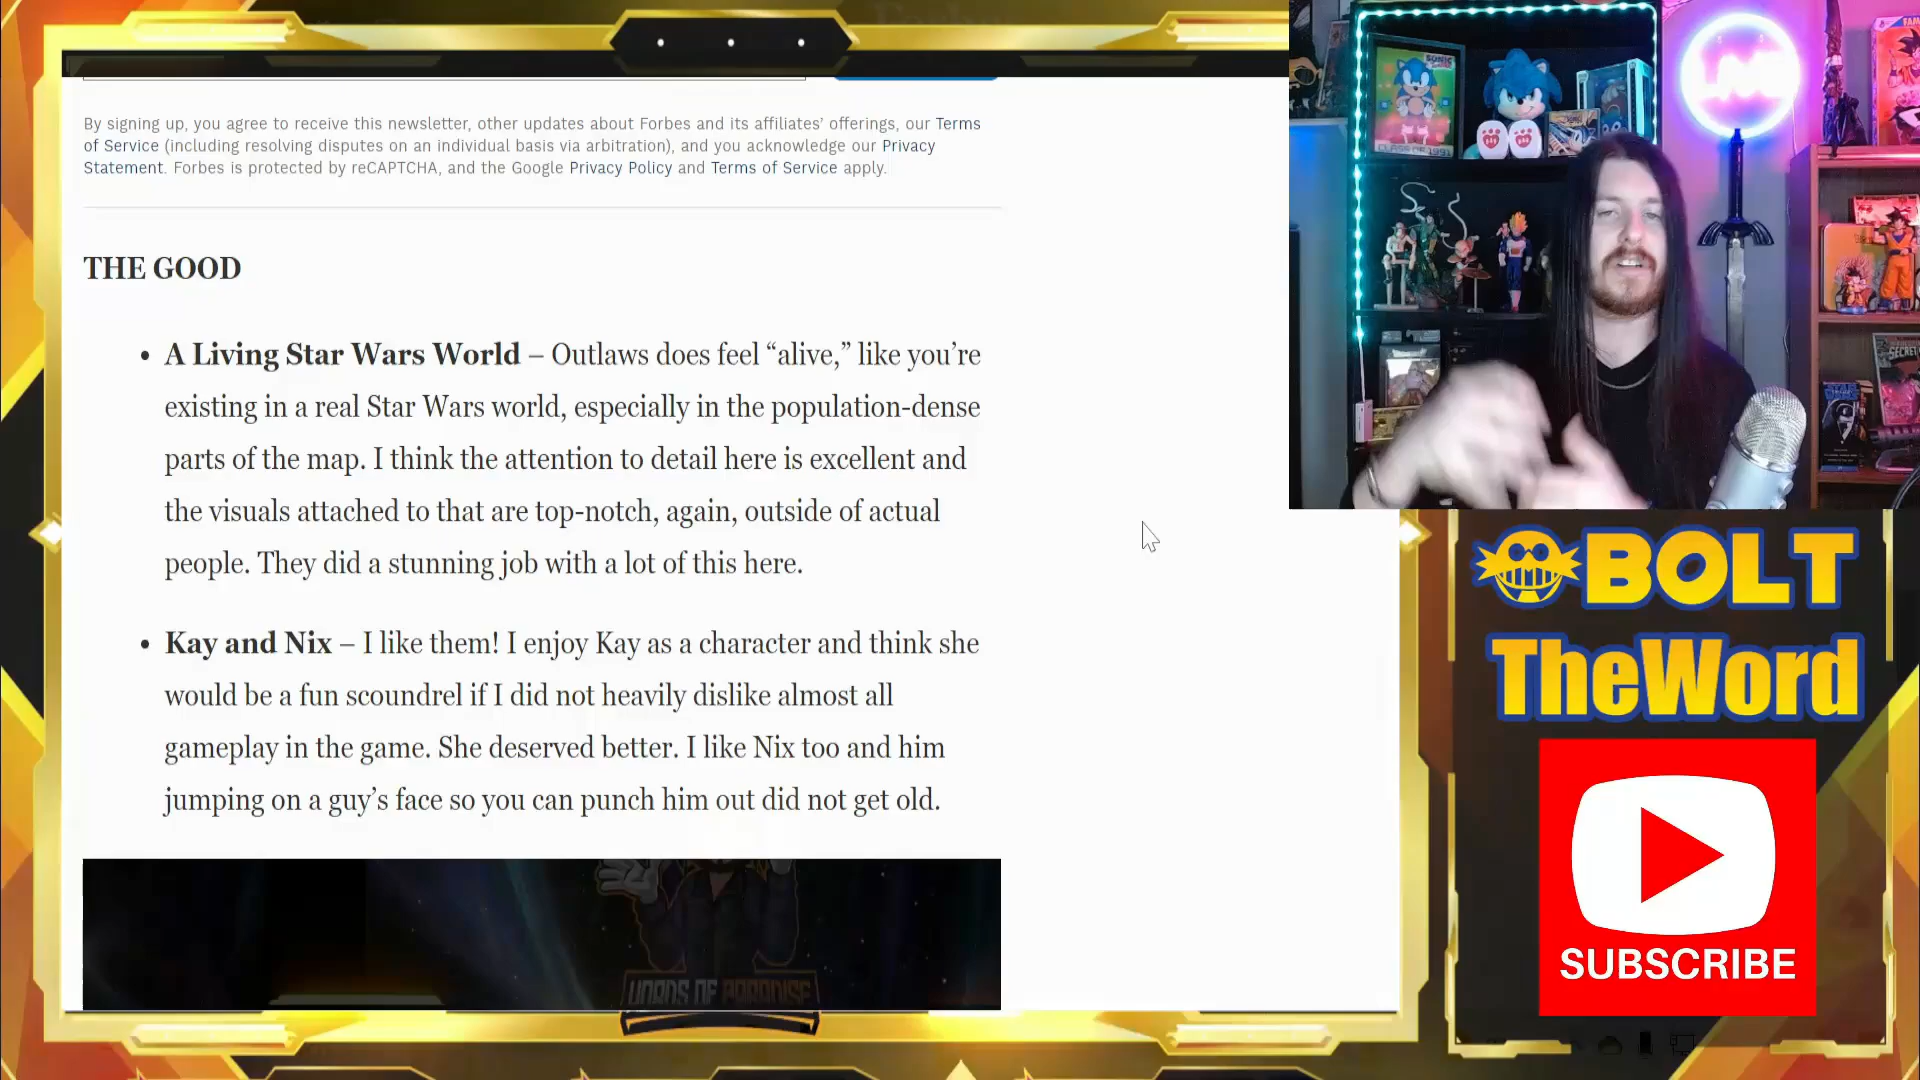 By signing up, you agree to receive this newsletter, other updates about Forbes and its affiliates’ offerings, our Terms
of Service (including resolving disputes on an individual basis via arbitration), and you acknowledge our Privacy
Statement. Forbes is protected by reCAPTCHA, and the Google Privacy Policy and Terms of Service apply.
THE GOOD
• A Living Star Wars World – Outlaws does feel “alive,” like you’re
existing in a real Star Wars world, especially in the population-dense
parts of the map. I think the attention to detail here is excellent and
the visuals attached to that are top-notch, again, outside of actual
people. They did a stunning job with a lot of this here.
• Kay and Nix – I like them! I enjoy Kay as a character and think she
would be a fun scoundrel if I did not heavily dislike almost all
gameplay in the game. She deserved better. I like Nix too and him
jumping on a guy’s face so you can punch him out did not get old.
SONIC
CLASS OF 1991
LIVE
BOLT
TheWord
SUBSCRIBE